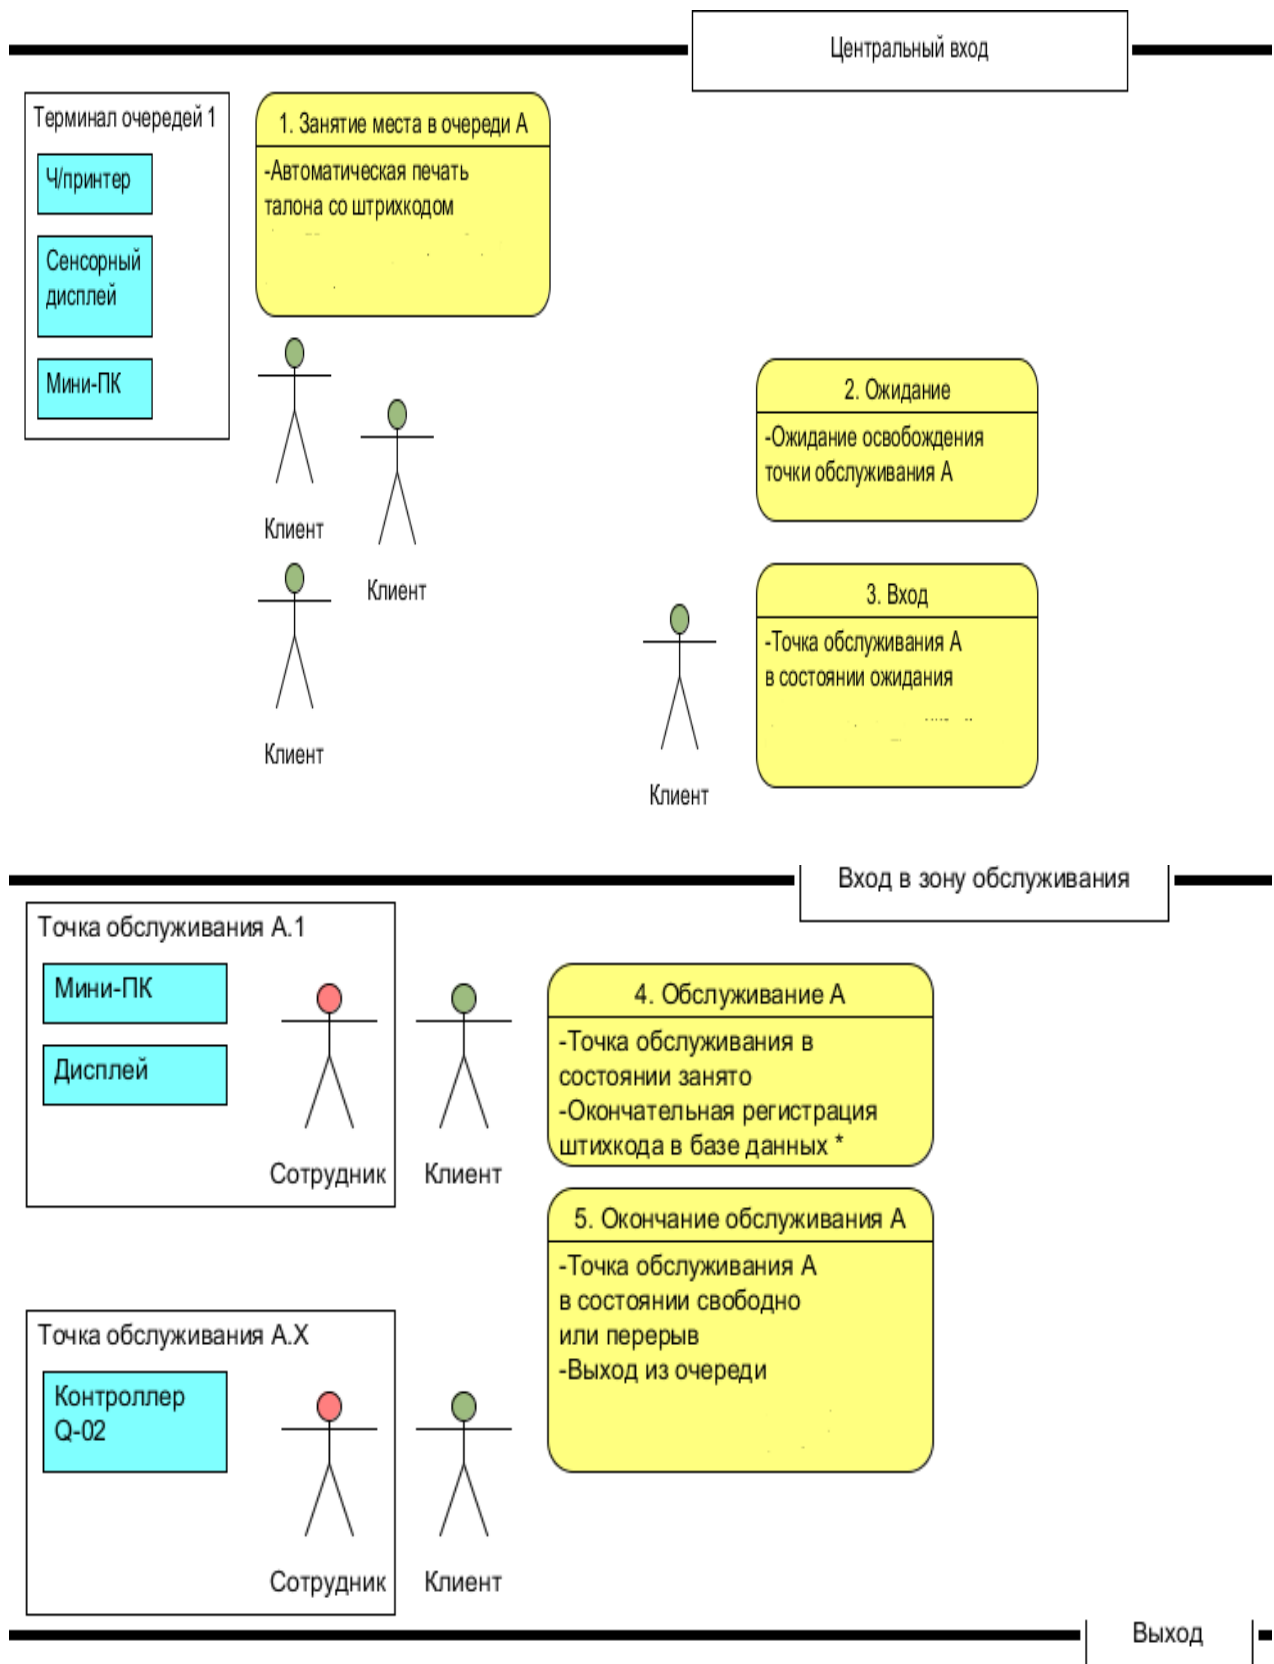 Центральный вход
Терминал очередей 1
Ч/принтер
Сенсорный
дисплей
Мини-ПК
1. Занятие места в очереди А
-Автоматическая печать
талона со штрихкодом
Клиент
Клиент
Клиент
2. Ожидание
-Ожидание освобождения
точки обслуживания А
3. Вход
-Точка обслуживания А
в состоянии ожидания
Клиент
Вход в зону обслуживания
Точка обслуживания А.1
Мини-ПК
Дисплей
Сотрудник
Клиент
4. Обслуживание А
-Точка обслуживания в
состоянии занято
-Окончательная регистрация
штихкода в базе данных *
5. Окончание обслуживания А
-Точка обслуживания А
в состоянии свободно
или перерыв
-Выход из очереди
Точка обслуживания А.Х
Контроллер
Q-02
Сотрудник
Клиент
Выход